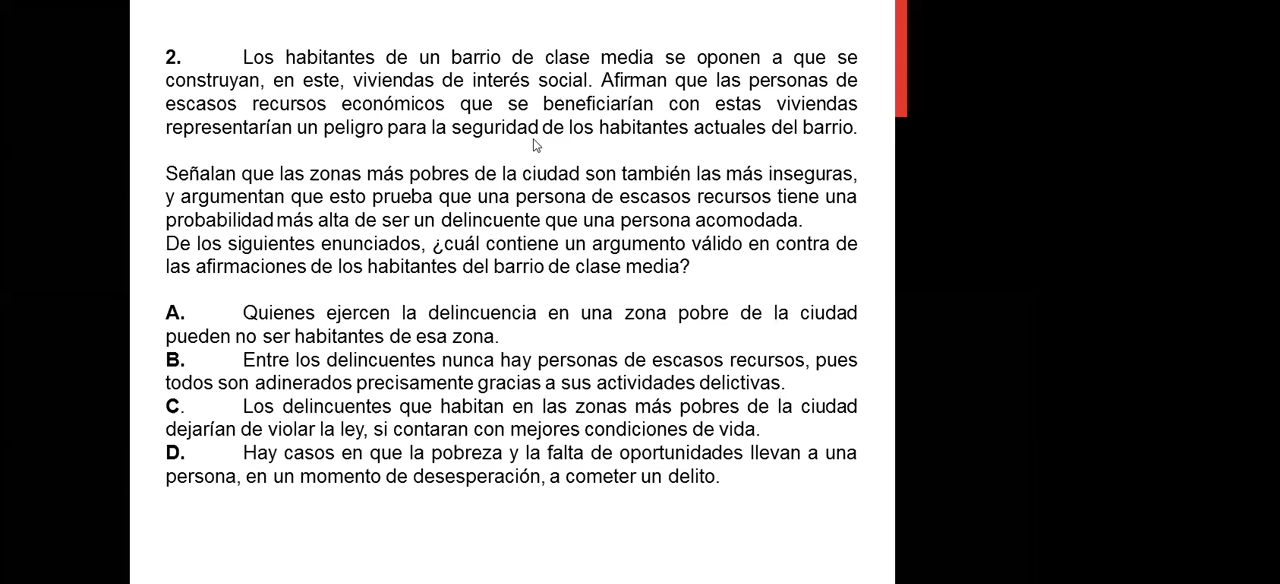 2. Los habitantes de un barrio de clase media se oponen a que se
construyan, en este, viviendas de interés social. Afirman que las personas de
escasos recursos económicos que se beneficiarían con estas viviendas
representarían un peligro para la seguridad de los habitantes actuales del barrio.
Señalan que las zonas más pobres de la ciudad son también las más inseguras,
y argumentan que esto prueba que una persona de escasos recursos tiene una
probabilidad más alta de ser un delincuente que una persona acomodada.
De los siguientes enunciados, ¿cuál contiene un argumento válido en contra de
las afirmaciones de los habitantes del barrio de clase media?
A. Quienes ejercen la delincuencia en una zona pobre de la ciudad
pueden no ser habitantes de esa zona.
B. Entre los delincuentes nunca hay personas de escasos recursos, pues
todos son adinerados precisamente gracias a sus actividades delictivas.
C. Los delincuentes que habitan en las zonas más pobres de la ciudad
dejarían de violar la ley, si contaran con mejores condiciones de vida.
D. Hay casos en que la pobreza y la falta de oportunidades llevan a una
persona, en un momento de desesperación, a cometer un delito.